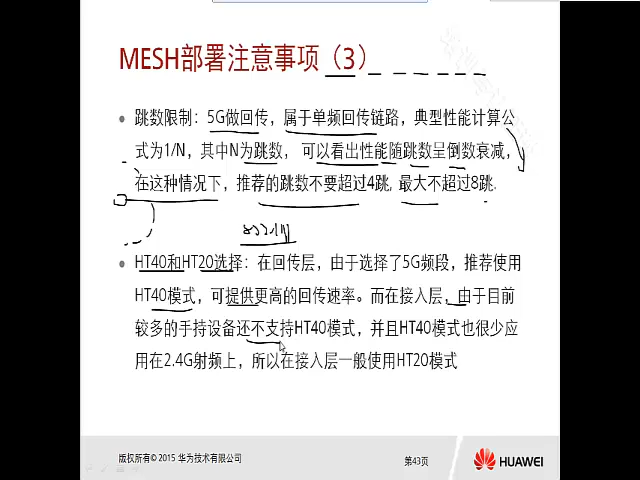 MESH部署注意事项（3）
跳数限制：5G做回传，属于单频回传链路，典型性能计算公
式为1/N，其中N为跳数，可以看出性能随跳数呈倒数衰减，
在这种情况下，推荐的跳数不要超过4跳, 最大不超过8跳.
HT40和HT20选择：在回传层，由于选择了5G频段，推荐使用
HT40模式，可提供更高的回传速率。而在接入层，由于目前
较多的手持设备还不支持HT40模式，并且HT40模式也很少应
用在2.4G射频上，所以在接入层一般使用HT20模式
版权所有© 2015 华为技术有限公司
第43页
HUAWEI